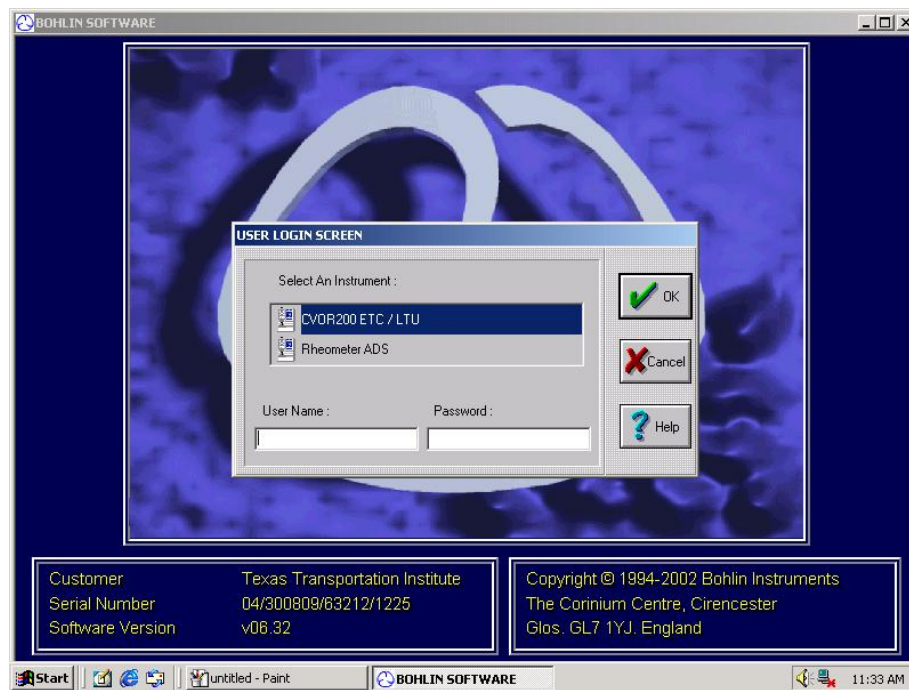 BOHLIN SOFTWARE
USER LOGIN SCREEN
Select An Instrument :
CVOR200 ETC / LTU
Rheometer ADS
User Name :
Password :
OK
Cancel
Help
Customer Texas Transportation Institute
Serial Number 04/300809/63212/1225
Software Version v06.32
Copyright © 1994-2002 Bohlin Instruments
The Corinium Centre, Cirencester
Glos. GL7 1YJ. England
Start
untitled - Paint
BOHLIN SOFTWARE
11:33 AM